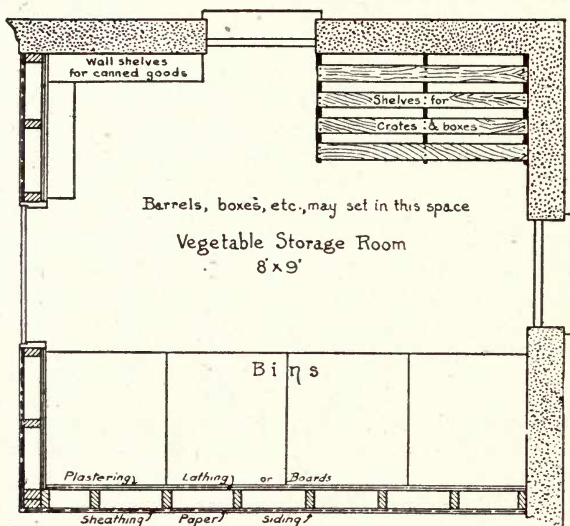 Wall shelves
for canned goods
Shelves for
Crates & boxes
Barrels, boxes, etc., may set in this space
Vegetable Storage Room
8' x 9'
Bins
Plastering Lathing or Boards
Sheathing Paper Siding